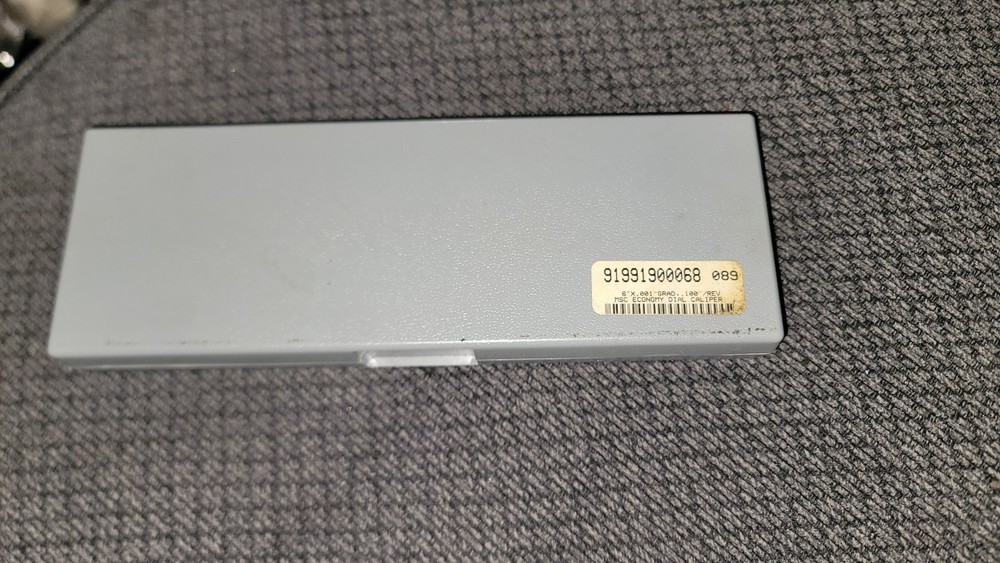 91991900068 089
6"X.001"GRAD..100"/REV
MSC ECONOMY DIAL CALIPER